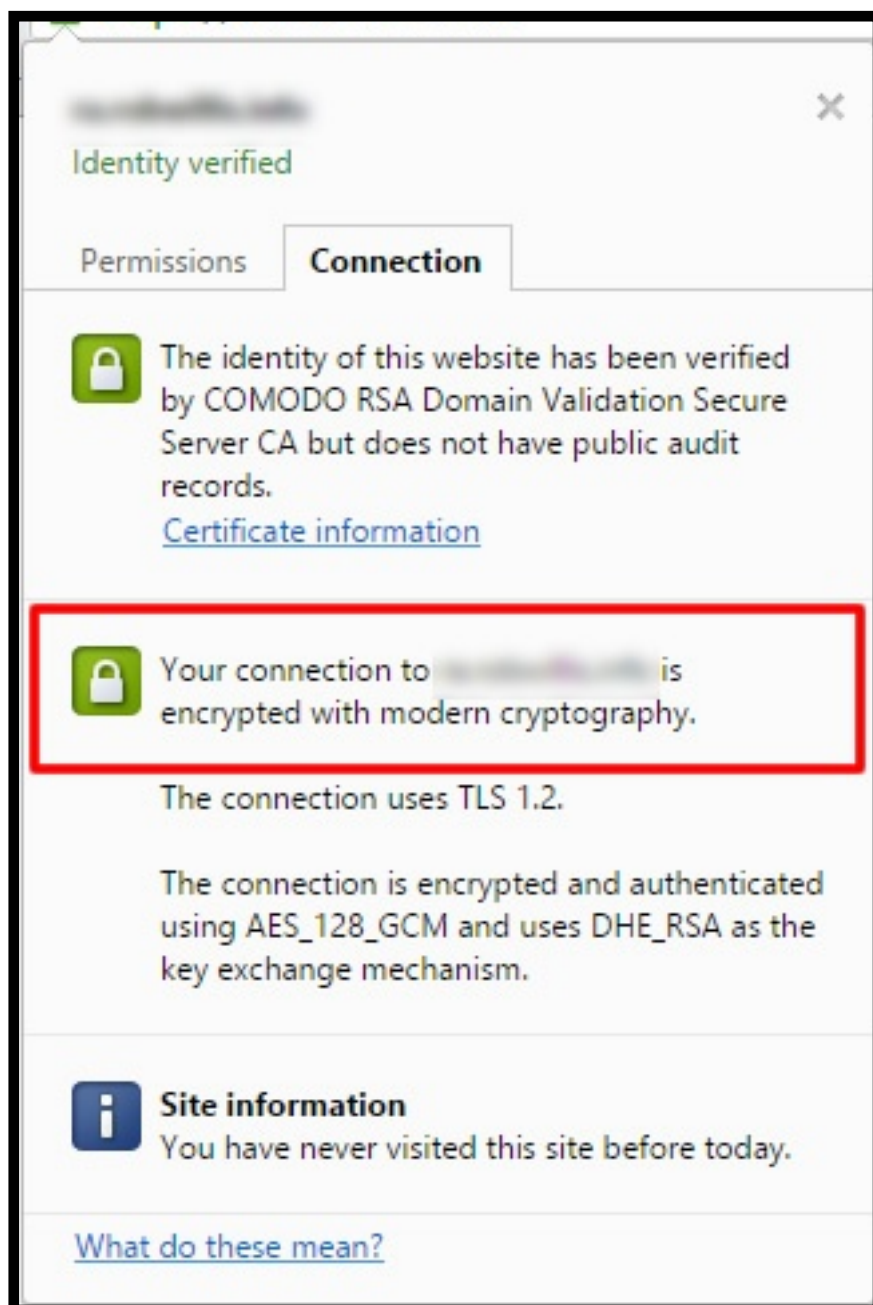 Identity verified
Permissions
Connection
The identity of this website has been verified
by COMODO RSA Domain Validation Secure
Server CA but does not have public audit
records.
Certificate information
Your connection to is
encrypted with modern cryptography.
The connection uses TLS 1.2.
The connection is encrypted and authenticated
using AES_128_GCM and uses DHE_RSA as the
key exchange mechanism.
Site information
You have never visited this site before today.
What do these mean?